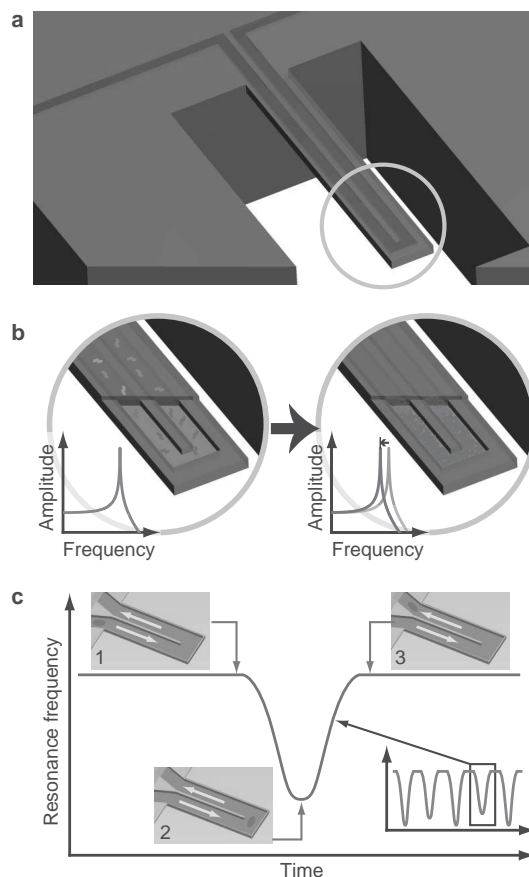 a
b
Amplitude
Frequency
Amplitude
Frequency
c
Resonance frequency
1
3
2
Time